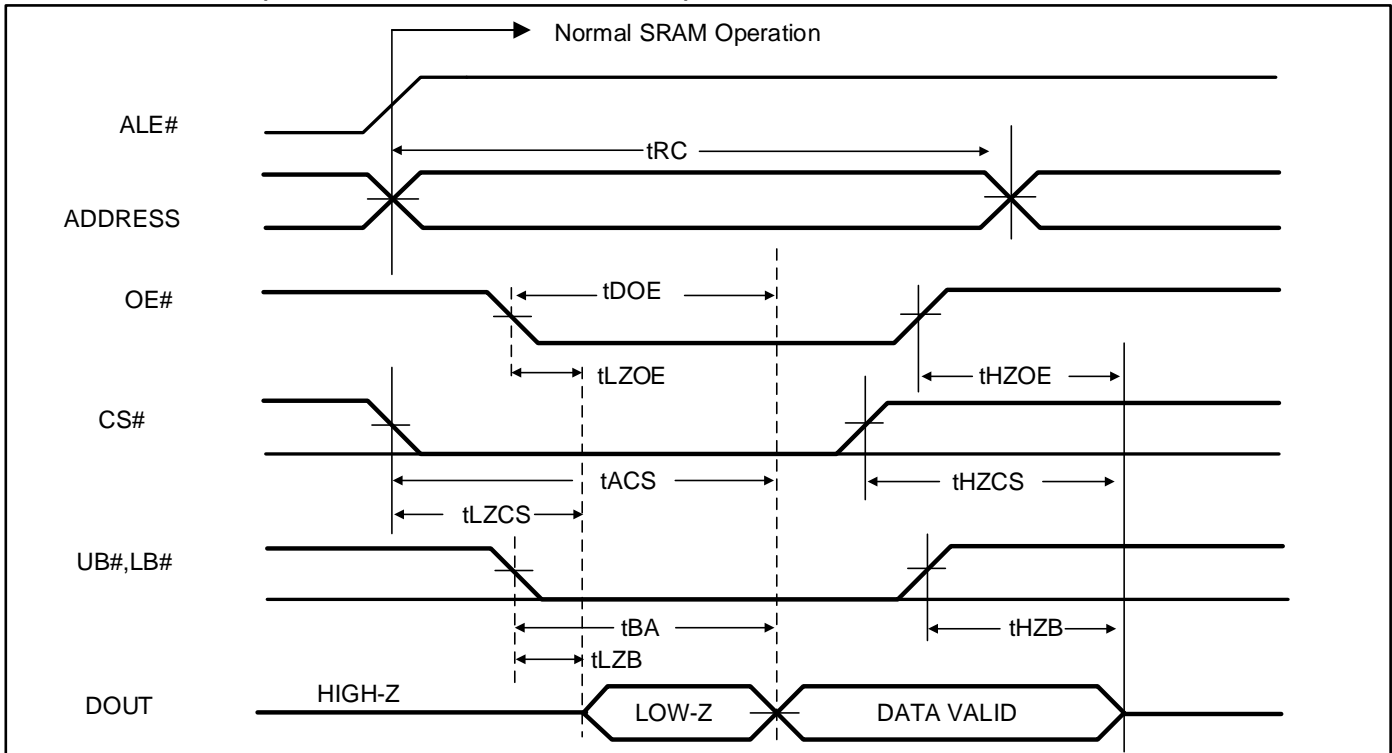 Normal SRAM Operation
ALE#
tRC
ADDRESS
OE#
tDOE
tLZOE
tHZOE
CS#
tACS
tHZCS
tLZCS
UB#,LB#
tBA
tHZB
tLZB
DOUT
HIGH-Z
LOW-Z
DATA VALID